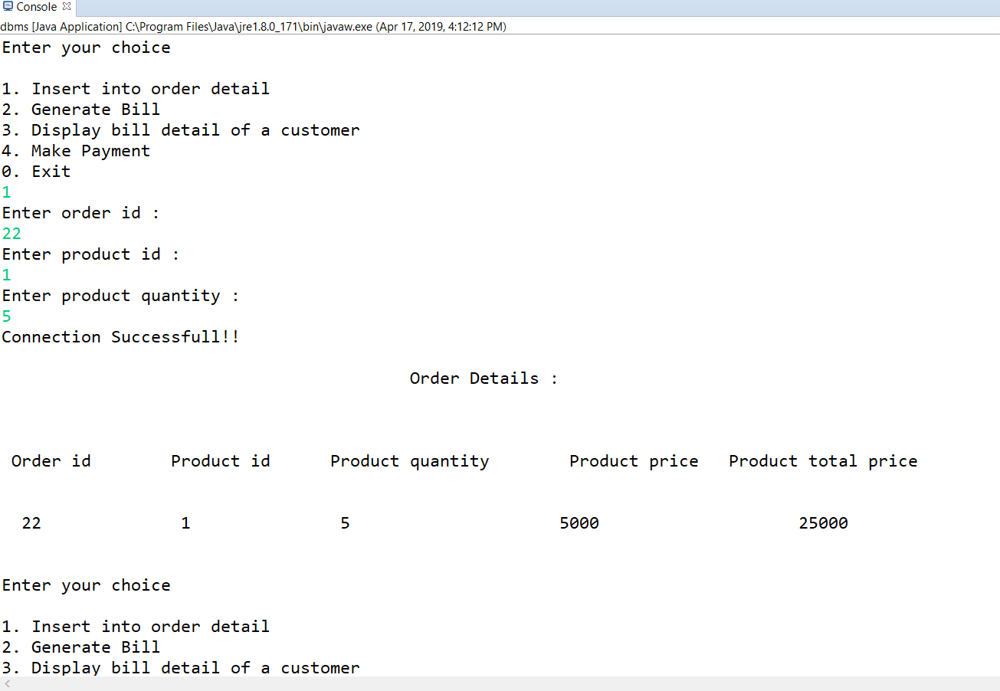 Console
dbms [Java Application] C:\Program Files\Java\jre1.8.0_171\bin\javaw.exe (Apr 17, 2019, 4:12:12 PM)
Enter your choice
1. Insert into order detail
2. Generate Bill
3. Display bill detail of a customer
4. Make Payment
0. Exit
1
Enter order id :
22
Enter product id :
1
Enter product quantity :
5
Connection Successfull!!
Order Details :
Order id Product id Product quantity Product price Product total price
22 1 5 5000 25000
Enter your choice
1. Insert into order detail
2. Generate Bill
3. Display bill detail of a customer